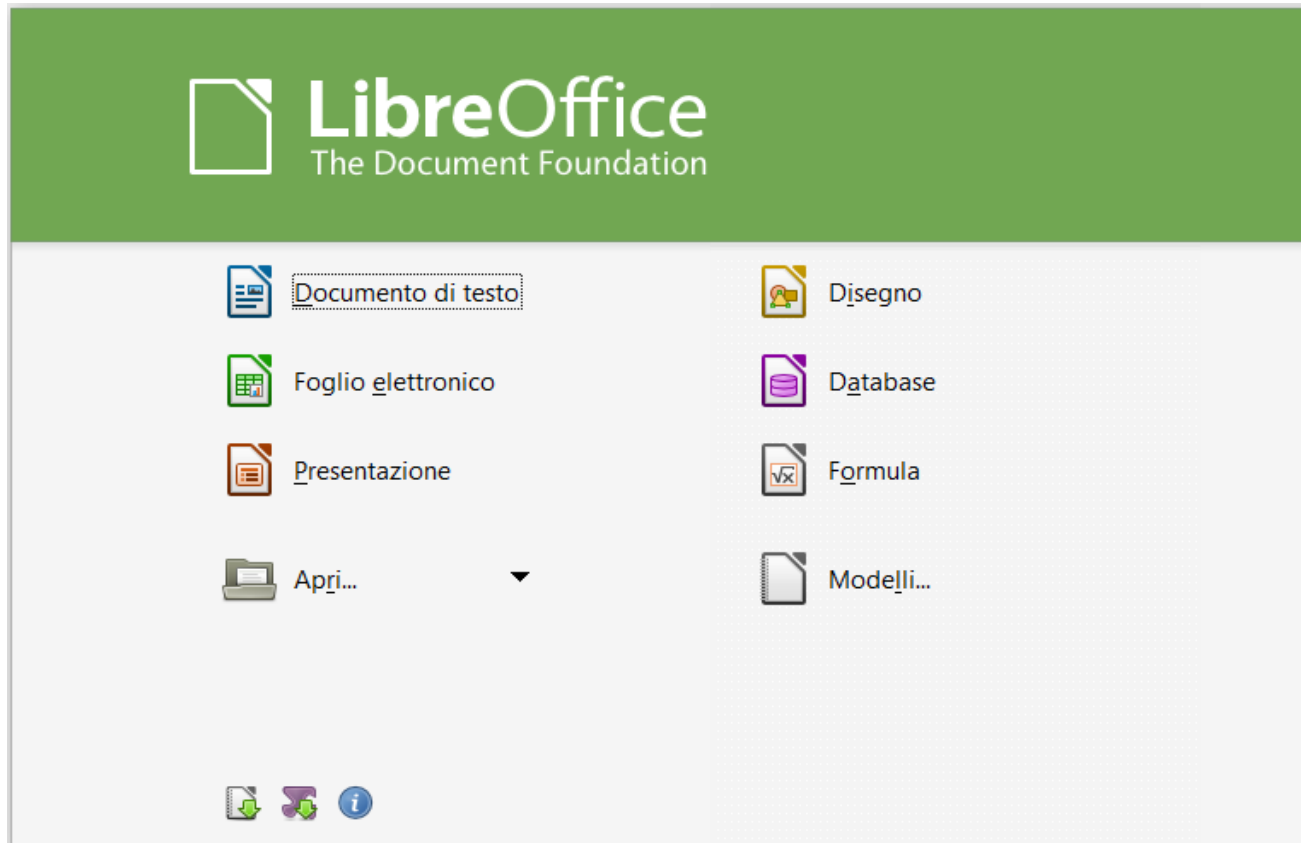 LibreOffice
The Document Foundation
Documento di testo
Disegno
Foglio elettronico
Database
Presentazione
Formula
Apri...
Modelli...